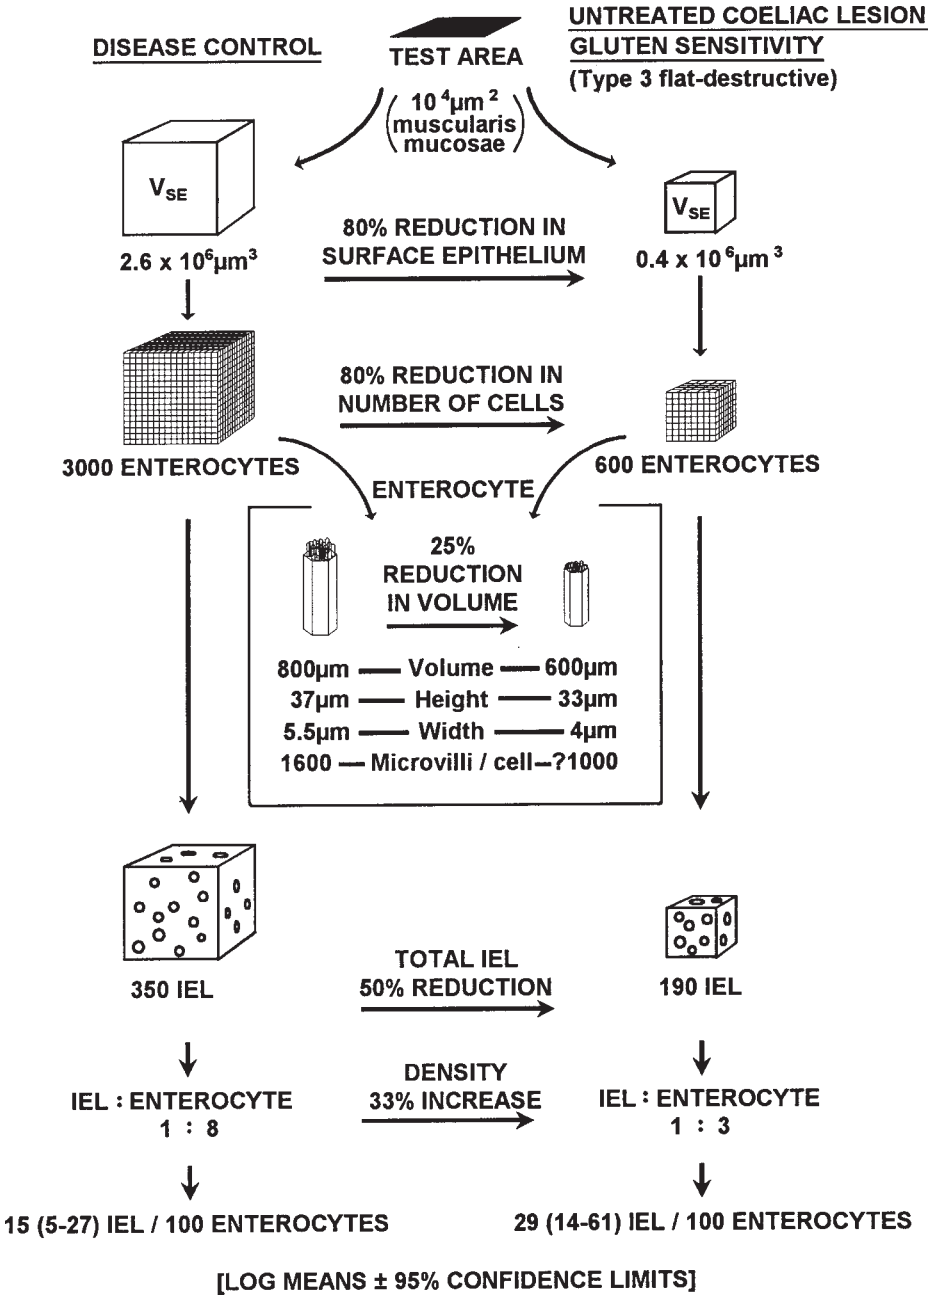 DISEASE CONTROL
TEST AREA
10⁴µm²
muscularis
mucosae
UNTREATED COELIAC LESION
GLUTEN SENSITIVITY
(Type 3 flat-destructive)
V_SE
2.6 x 10⁶µm³
80% REDUCTION IN
SURFACE EPITHELIUM
V_SE
0.4 x 10⁶µm³
80% REDUCTION IN
NUMBER OF CELLS
3000 ENTEROCYTES
600 ENTEROCYTES
ENTEROCYTE
25%
REDUCTION
IN VOLUME
800µm — Volume — 600µm
37µm — Height — 33µm
5.5µm — Width — 4µm
1600 — Microvilli / cell–?1000
350 IEL
TOTAL IEL
50% REDUCTION
190 IEL
IEL : ENTEROCYTE
1 : 8
DENSITY
33% INCREASE
IEL : ENTEROCYTE
1 : 3
15 (5-27) IEL / 100 ENTEROCYTES
29 (14-61) IEL / 100 ENTEROCYTES
[LOG MEANS ± 95% CONFIDENCE LIMITS]